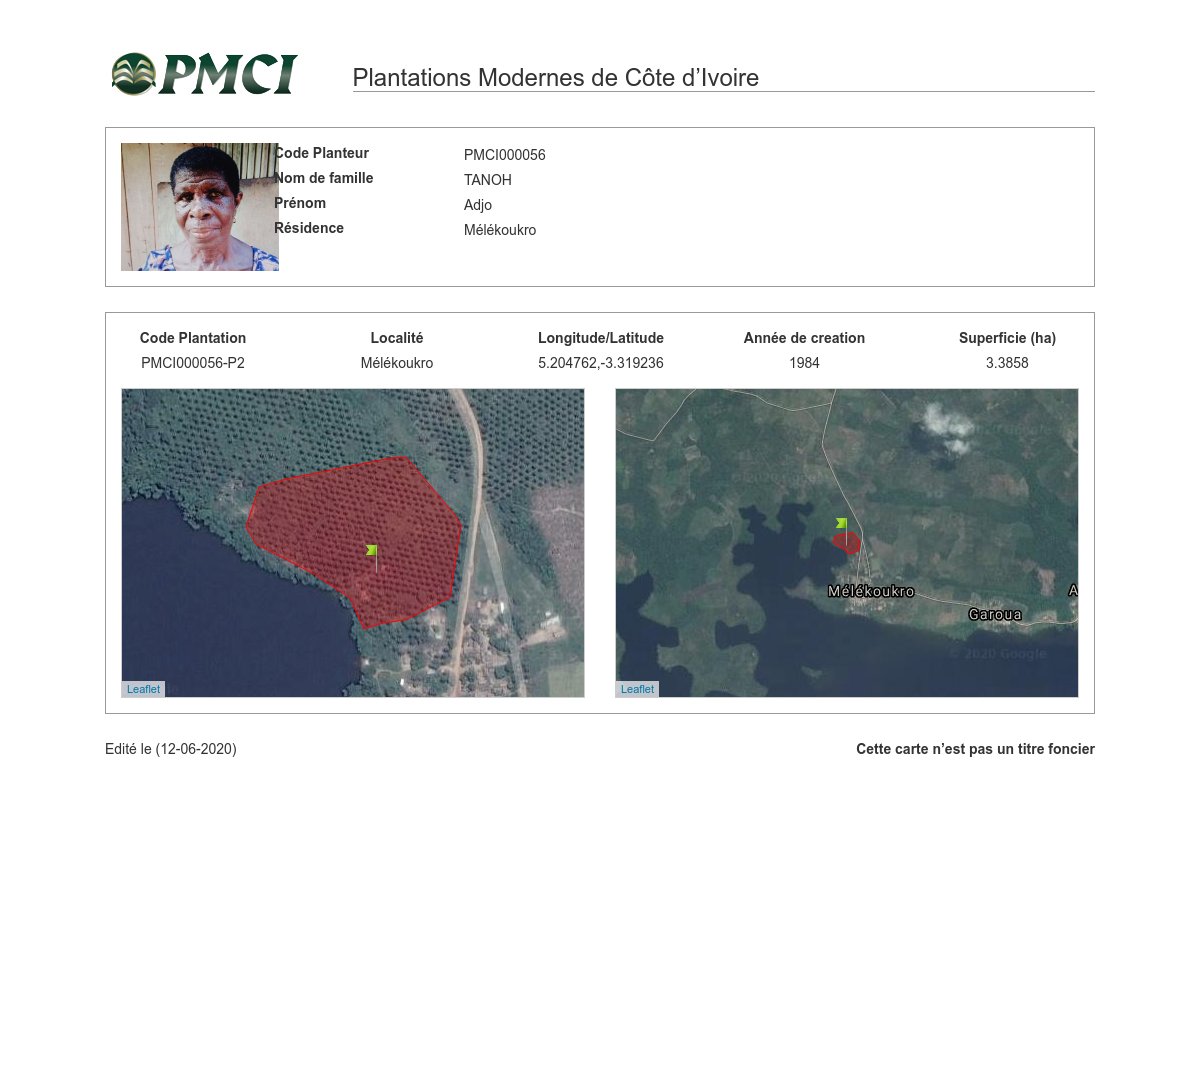 PMCI
Plantations Modernes de Côte d’Ivoire
Code Planteur PMCI000056
Nom de famille TANOH
Prénom Adjo
Résidence Mélékoukro
Code Plantation Localité Longitude/Latitude Année de creation Superficie (ha)
PMCI000056-P2 Mélékoukro 5.204762,-3.319236 1984 3.3858
Mélékoukro
Garoua
A
Leaflet
Leaflet
© 2020 Google
Edité le (12-06-2020) Cette carte n’est pas un titre foncier